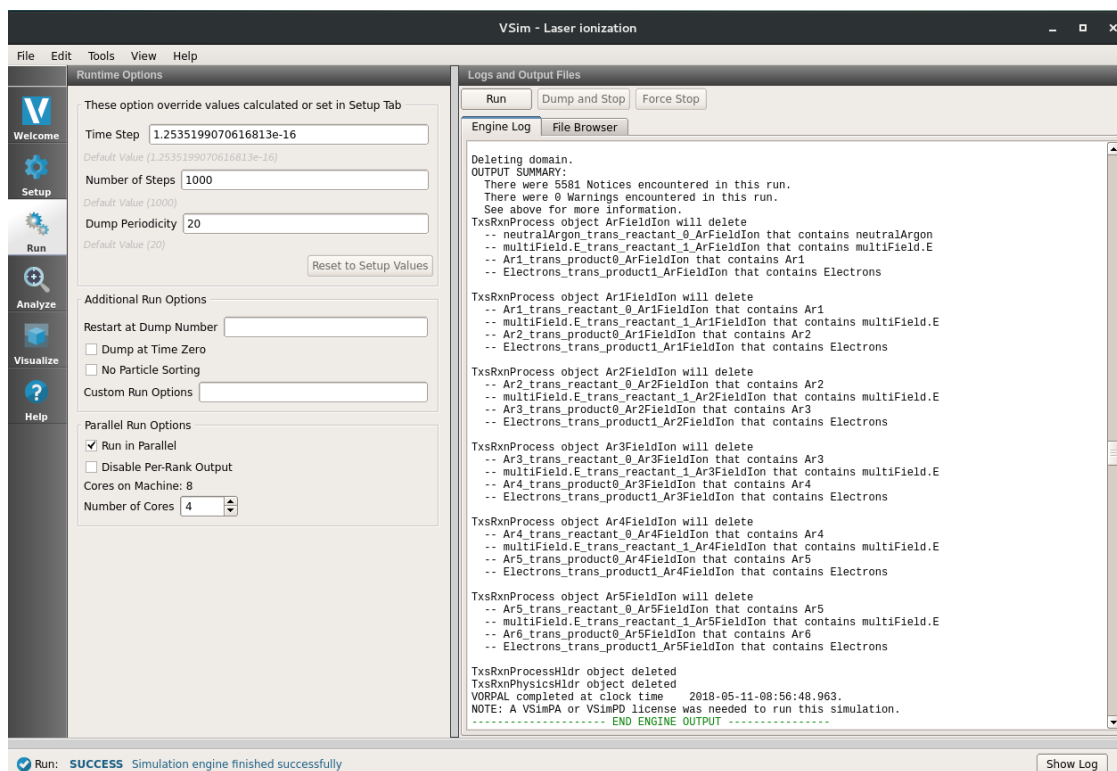 VSim - Laser ionization
File Edit Tools View Help
Runtime Options
Logs and Output Files
Welcome
Setup
Run
Analyze
Visualize
Help
These option override values calculated or set in Setup Tab
Time Step 1.2535199070616813e-16
Default Value (1.2535199070616813e-16)
Number of Steps 1000
Default Value (1000)
Dump Periodicity 20
Default Value (20)
Reset to Setup Values
Additional Run Options
Restart at Dump Number
Dump at Time Zero
No Particle Sorting
Custom Run Options
Parallel Run Options
Run in Parallel
Disable Per-Rank Output
Cores on Machine: 8
Number of Cores 4
Run Dump and Stop Force Stop
Engine Log File Browser
Deleting domain.
OUTPUT SUMMARY:
There were 5581 Notices encountered in this run.
There were 0 Warnings encountered in this run.
See above for more information.
TxsRxnProcess object ArFieldIon will delete
-- neutralArgon_trans_reactant_0_ArFieldIon that contains neutralArgon
-- multiField.E_trans_reactant_1_ArFieldIon that contains multiField.E
-- Ar1_trans_product0_ArFieldIon that contains Ar1
-- Electrons_trans_product1_ArFieldIon that contains Electrons
TxsRxnProcess object Ar1FieldIon will delete
-- Ar1_trans_reactant_0_Ar1FieldIon that contains Ar1
-- multiField.E_trans_reactant_1_Ar1FieldIon that contains multiField.E
-- Ar2_trans_product0_Ar1FieldIon that contains Ar2
-- Electrons_trans_product1_Ar1FieldIon that contains Electrons
TxsRxnProcess object Ar2FieldIon will delete
-- Ar2_trans_reactant_0_Ar2FieldIon that contains Ar2
-- multiField.E_trans_reactant_1_Ar2FieldIon that contains multiField.E
-- Ar3_trans_product0_Ar2FieldIon that contains Ar3
-- Electrons_trans_product1_Ar2FieldIon that contains Electrons
TxsRxnProcess object Ar3FieldIon will delete
-- Ar3_trans_reactant_0_Ar3FieldIon that contains Ar3
-- multiField.E_trans_reactant_1_Ar3FieldIon that contains multiField.E
-- Ar4_trans_product0_Ar3FieldIon that contains Ar4
-- Electrons_trans_product1_Ar3FieldIon that contains Electrons
TxsRxnProcess object Ar4FieldIon will delete
-- Ar4_trans_reactant_0_Ar4FieldIon that contains Ar4
-- multiField.E_trans_reactant_1_Ar4FieldIon that contains multiField.E
-- Ar5_trans_product0_Ar4FieldIon that contains Ar5
-- Electrons_trans_product1_Ar4FieldIon that contains Electrons
TxsRxnProcess object Ar5FieldIon will delete
-- Ar5_trans_reactant_0_Ar5FieldIon that contains Ar5
-- multiField.E_trans_reactant_1_Ar5FieldIon that contains multiField.E
-- Ar6_trans_product0_Ar5FieldIon that contains Ar6
-- Electrons_trans_product1_Ar5FieldIon that contains Electrons
TxsRxnProcessHldr object deleted
TxsRxnPhysicsHldr object deleted
VORPAL completed at clock time 2018-05-11-08:56:48.963.
NOTE: A VSimPA or VSimPD license was needed to run this simulation.
--------------------- END ENGINE OUTPUT ----------------
Run: SUCCESS Simulation engine finished successfully
Show Log